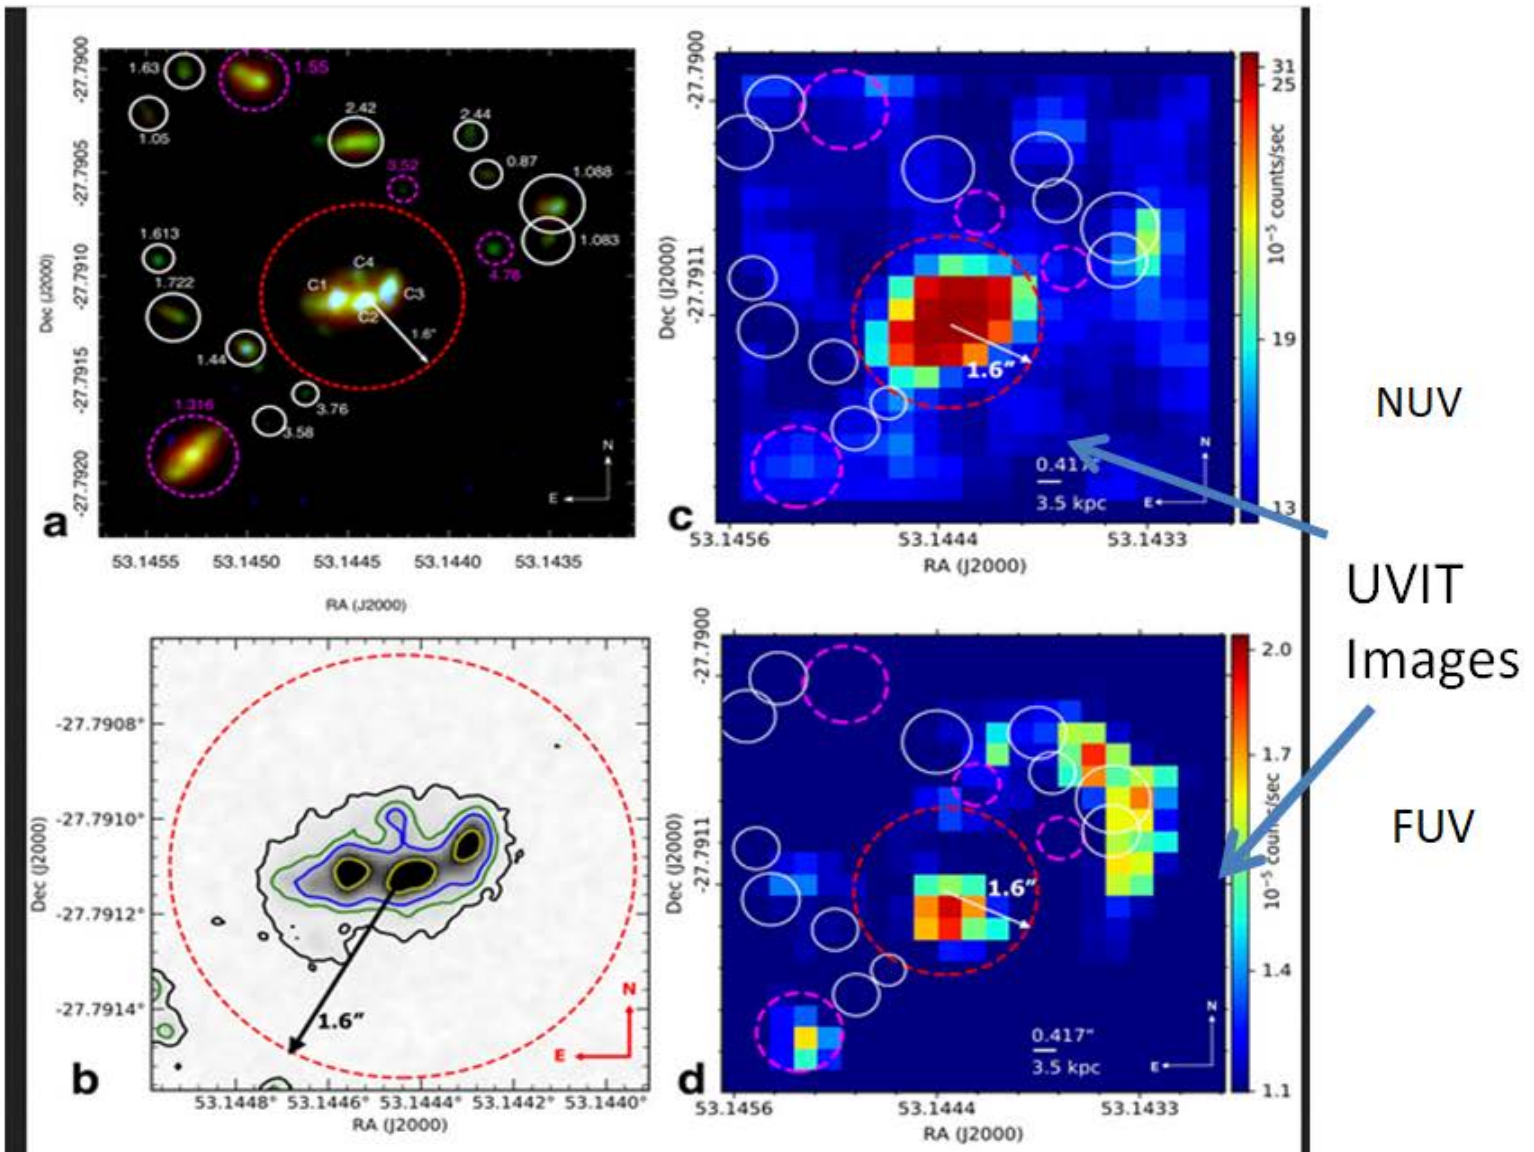 -27.7900
-27.7905
-27.7910
-27.7915
-27.7920
Dec (J2000)
1.63
1.55
1.05
2.42
2.44
3.52
0.87
1.088
1.083
4.78
1.613
1.722
C4
C1
C3
C2
1.6"
1.44
3.76
3.58
1.316
N
E
a
53.1455 53.1450 53.1445 53.1440 53.1435
RA (J2000)
-27.7900
-27.7911
Dec (J2000)
1.6"
0.417"
3.5 kpc
N
E
c
53.1456 53.1444 53.1433
RA (J2000)
31
25
19
13
10⁻⁵ counts/sec
NUV
UVIT
Images
FUV
-27.7908°
-27.7910°
-27.7912°
-27.7914°
Dec (J2000)
1.6"
N
E
b
53.1448° 53.1446° 53.1444° 53.1442° 53.1440°
RA (J2000)
-27.7900
-27.7911
Dec (J2000)
1.6"
0.417"
3.5 kpc
N
E
d
53.1456 53.1444 53.1433
RA (J2000)
2.0
1.7
1.4
1.1
10⁻⁵ counts/sec